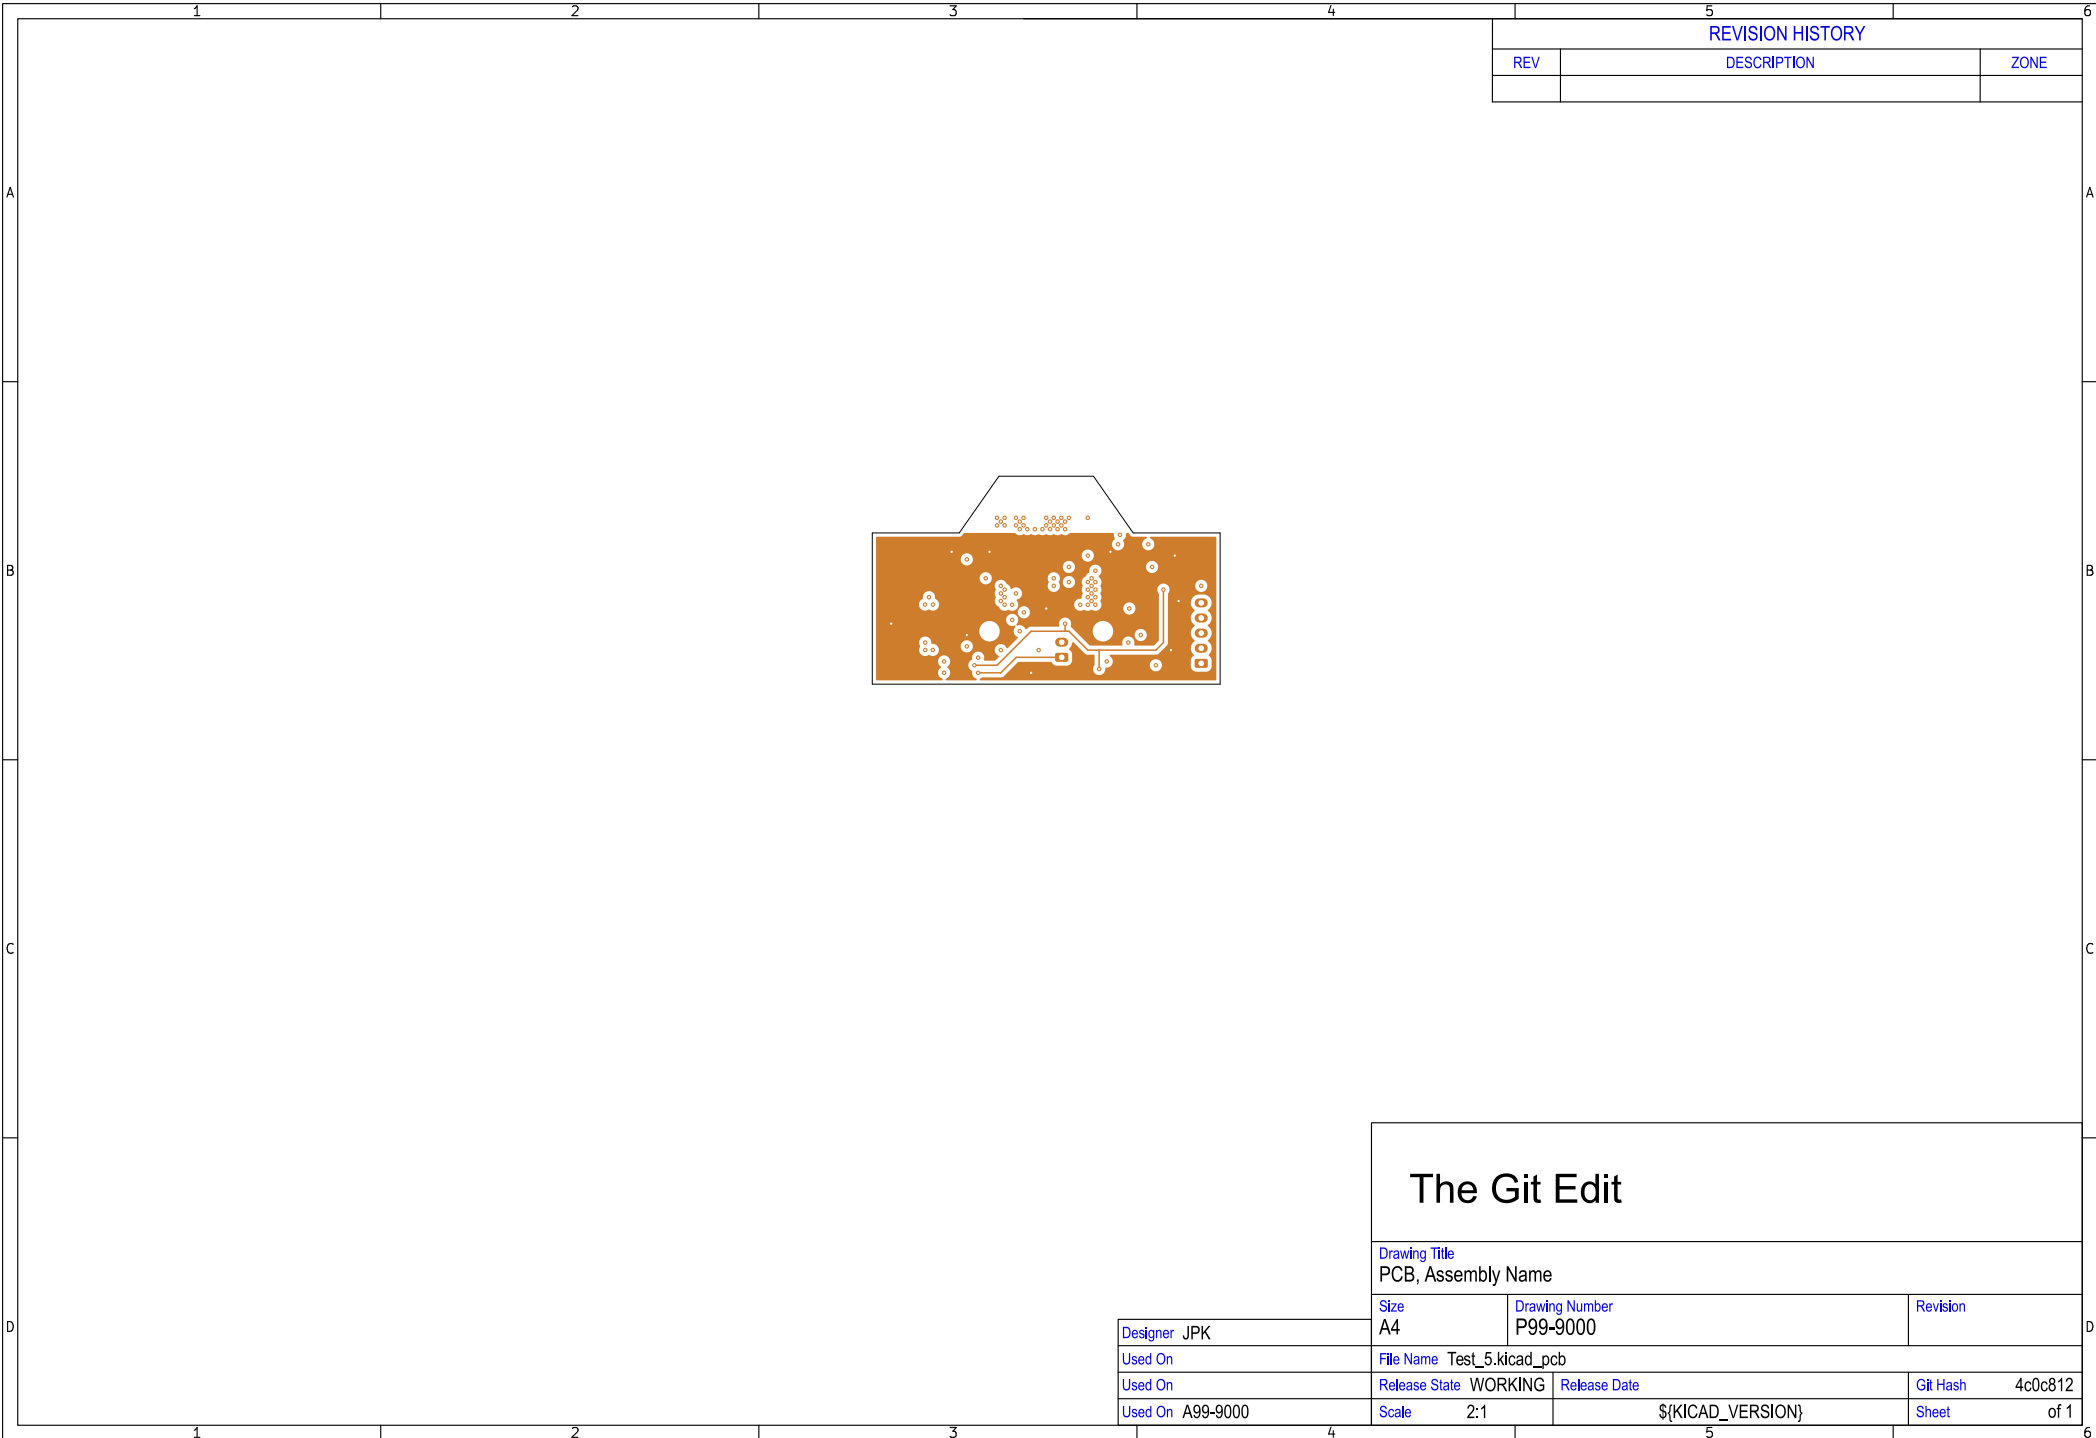 1 2 3 4 5 6
REVISION HISTORY
REV DESCRIPTION ZONE
A A
B B
C C
The Git Edit
Drawing Title
PCB, Assembly Name
Size Drawing Number Revision
A4 P99-9000
D D
Designer JPK
Used On File Name Test_5.kicad_pcb
Used On Release State WORKING Release Date Git Hash 4c0c812
Used On A99-9000 Scale 2:1 ${KICAD_VERSION} Sheet of 1
1 2 3 4 5 6